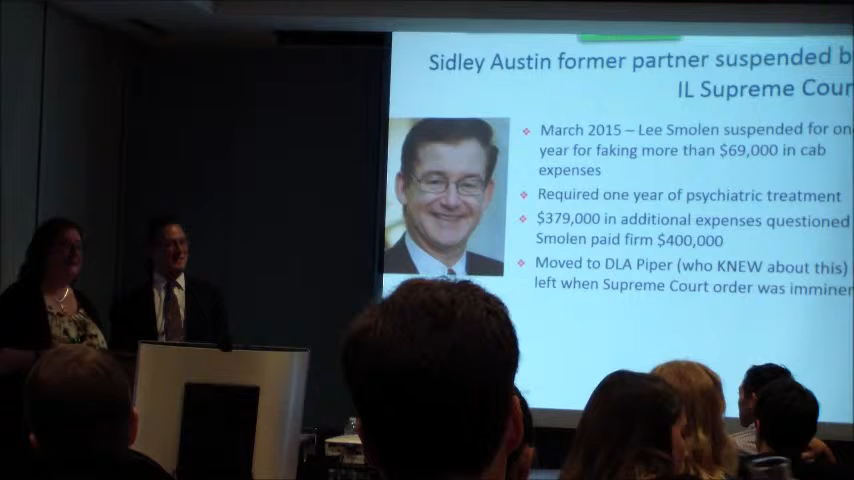 Sidley Austin former partner suspended b
IL Supreme Cour
March 2015 – Lee Smolen suspended for on
year for faking more than $69,000 in cab
expenses
Required one year of psychiatric treatment
$379,000 in additional expenses questioned
Smolen paid firm $400,000
Moved to DLA Piper (who KNEW about this)
left when Supreme Court order was imminen